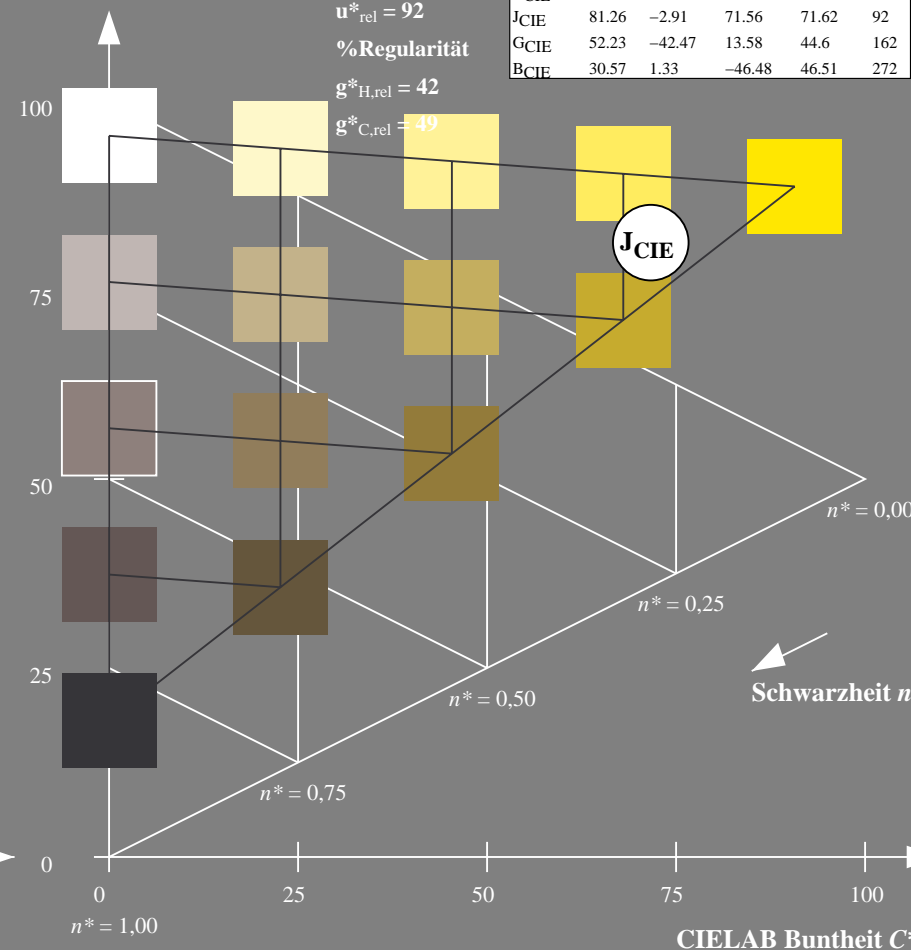 u*rel = 92
%Regularität
g*H,rel = 42
g*C,rel = 49
CIE
JCIE 81.26 −2.91 71.56 71.62 92
GCIE 52.23 −42.47 13.58 44.6 162
BCIE 30.57 1.33 −46.48 46.51 272
100
JCIE
75
50
n* = 0,00
n* = 0,25
25
n* = 0,50
Schwarzheit n
n* = 0,75
0
0 25 50 75 100
n* = 1,00
CIELAB Buntheit C*